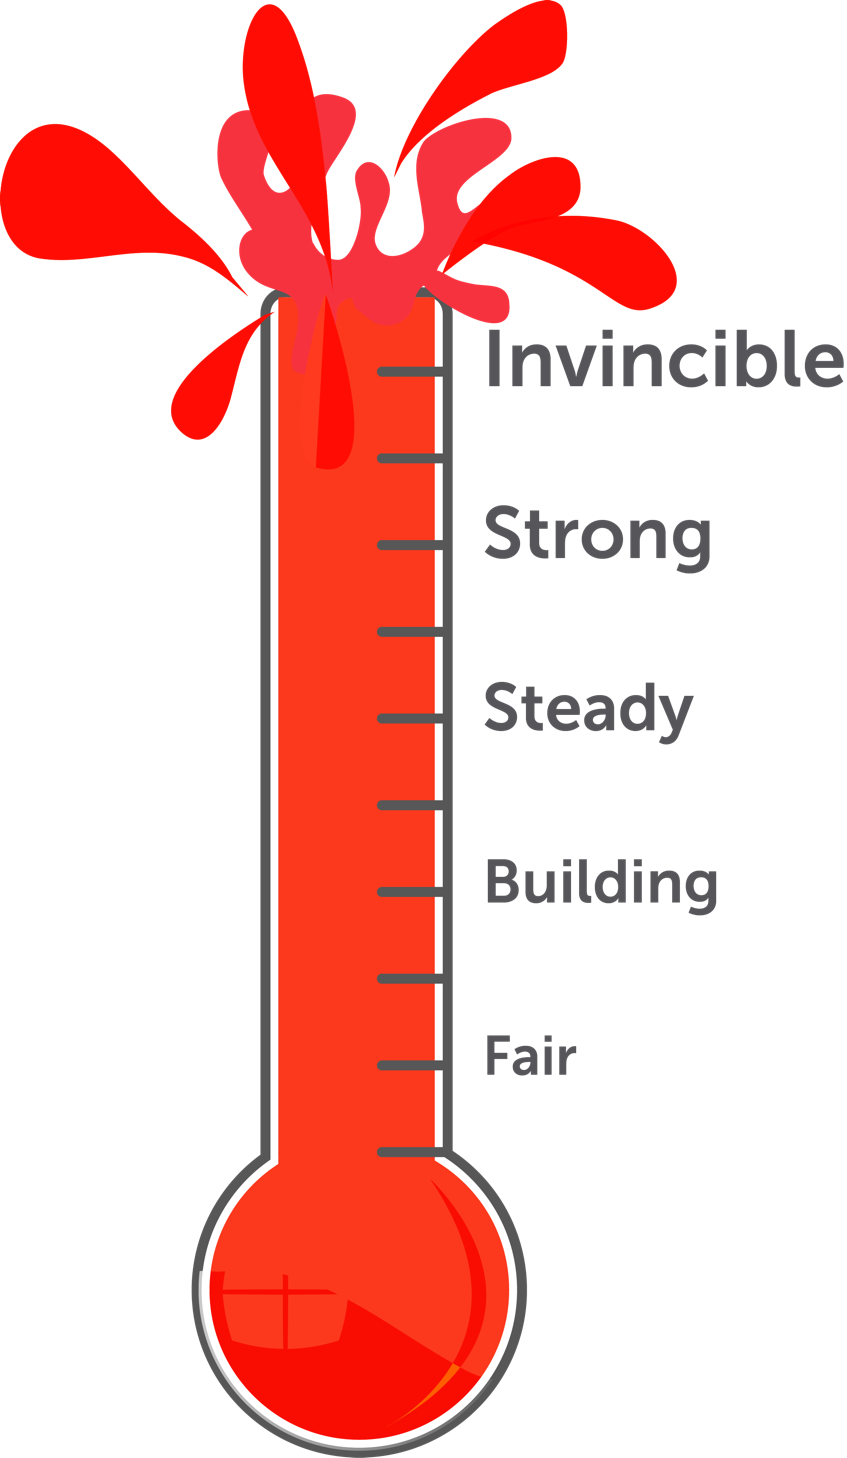 Invincible
Strong
Steady
Building
Fair